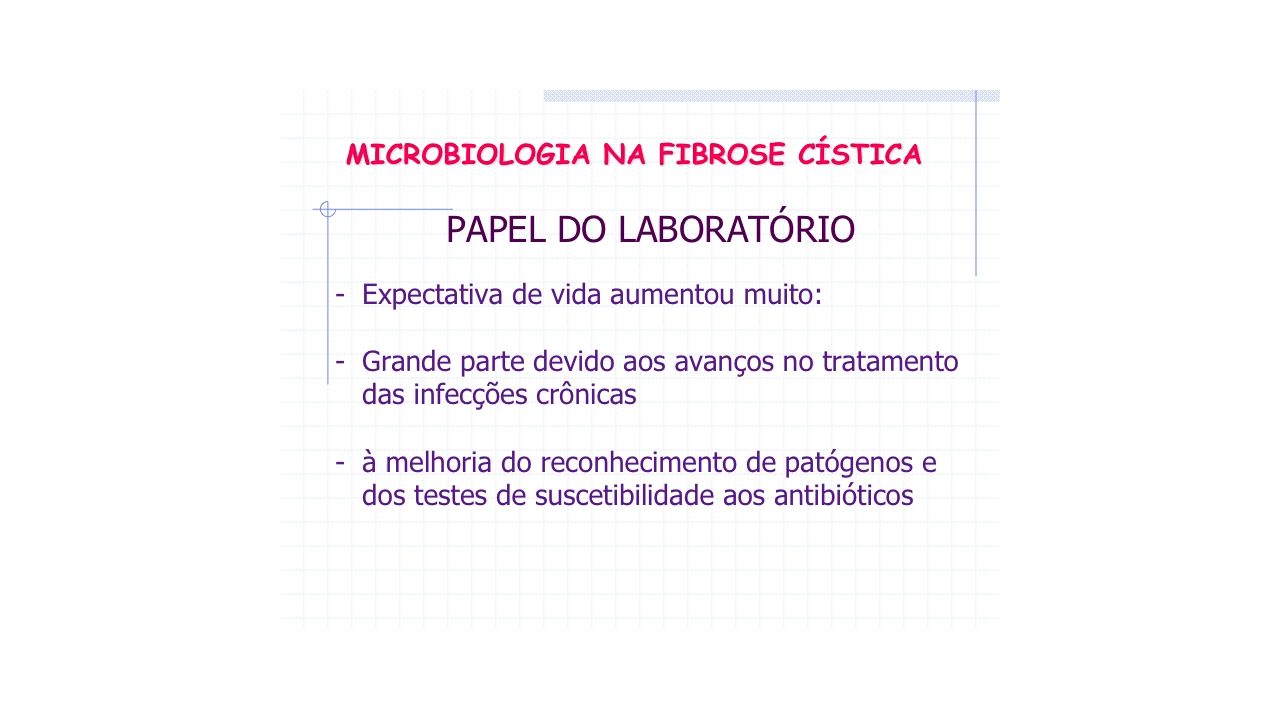 MICROBIOLOGIA NA FIBROSE CÍSTICA
PAPEL DO LABORATÓRIO
- Expectativa de vida aumentou muito:
- Grande parte devido aos avanços no tratamento
das infecções crônicas
- à melhoria do reconhecimento de patógenos e
dos testes de suscetibilidade aos antibióticos